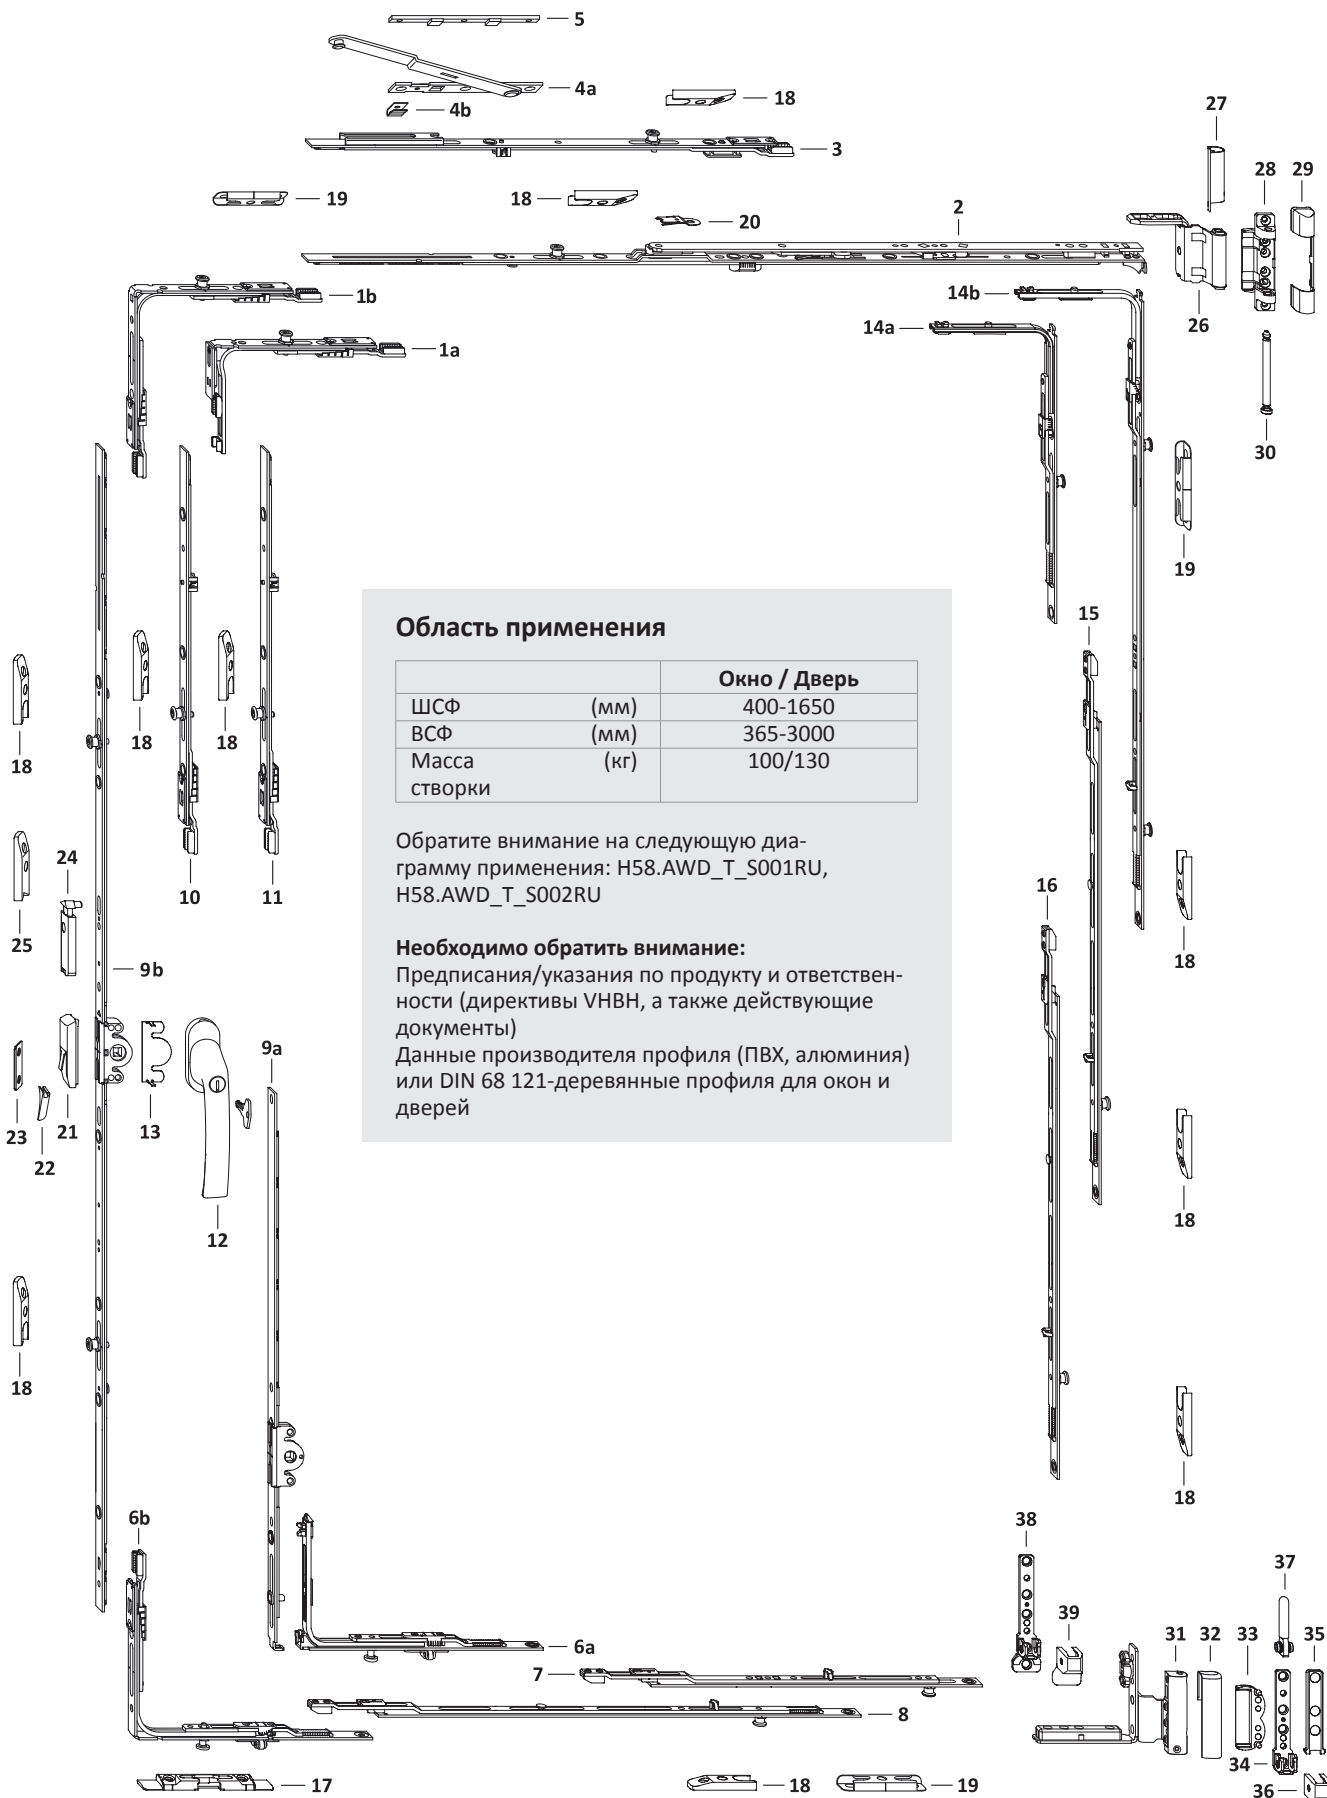 5
4a
4b
18
3
27
28
29
19
18
20
2
1b
14b
14a
26
1a
30
19
Область применения
Окно / Дверь
ШСФ (мм) 400-1650
ВСФ (мм) 365-3000
Масса (кг) 100/130
створки
Обратите внимание на следующую диа-
грамму применения: H58.AWD_T_S001RU,
H58.AWD_T_S002RU
Необходимо обратить внимание:
Предписания/указания по продукту и ответствен-
ности (директивы VHBH, а также действующие
документы)
Данные производителя профиля (ПВХ, алюминия)
или DIN 68 121-деревянные профиля для окон и
дверей
15
18
18
18
24
10
11
16
25
9b
18
9a
23
21
13
22
12
18
18
18
6b
38
37
39
31
32
33
35
6a
7
8
34
17
18
19
36